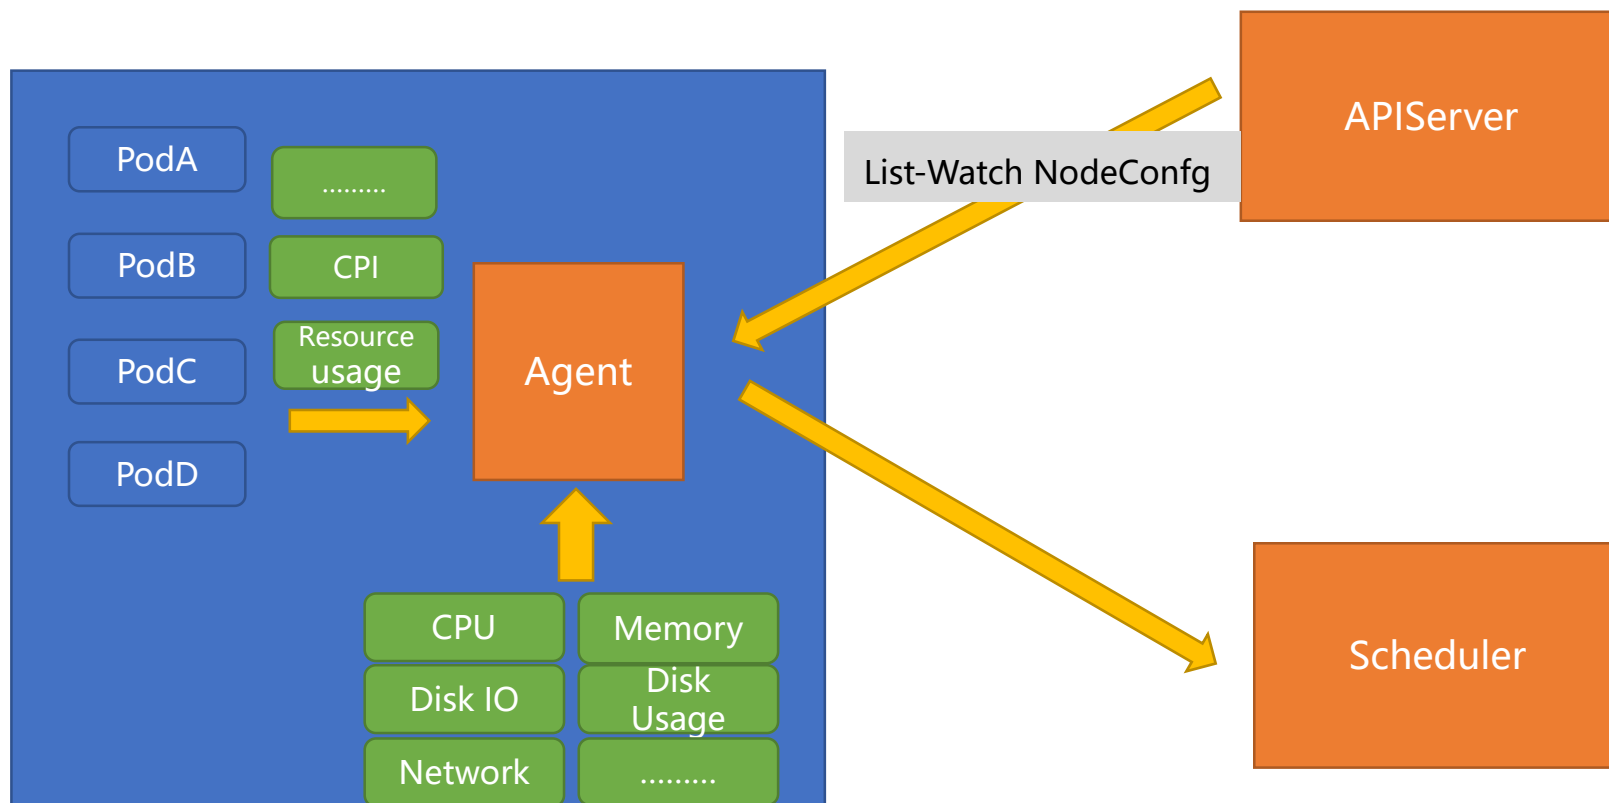 APIServer
List-Watch NodeConfg
PodA
.........
PodB
CPI
Resource
usage
PodC
Agent
PodD
CPU
Memory
Disk IO
Disk
Usage
Network
.........
Scheduler